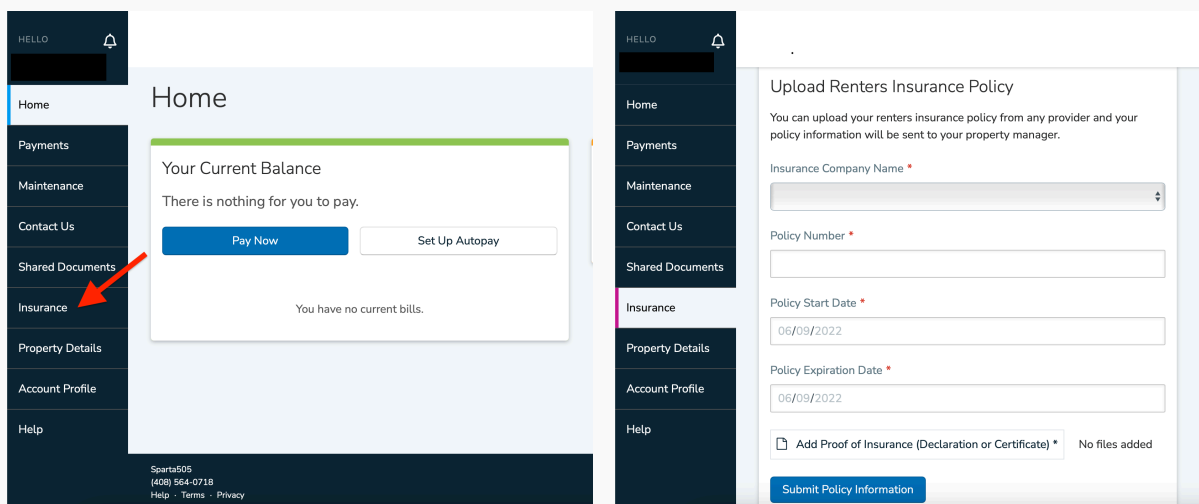 HELLO
Home
Payments
Maintenance
Contact Us
Shared Documents
Insurance
Property Details
Account Profile
Help
Home
Your Current Balance
There is nothing for you to pay.
Pay Now
Set Up Autopay
You have no current bills.
Sparta505
(408) 564-0718
Help · Terms · Privacy
HELLO
Home
Payments
Maintenance
Contact Us
Shared Documents
Insurance
Property Details
Account Profile
Help
Upload Renters Insurance Policy
You can upload your renters insurance policy from any provider and your
policy information will be sent to your property manager.
Insurance Company Name *
Policy Number *
Policy Start Date *
06/09/2022
Policy Expiration Date *
06/09/2022
Add Proof of Insurance (Declaration or Certificate) *
No files added
Submit Policy Information